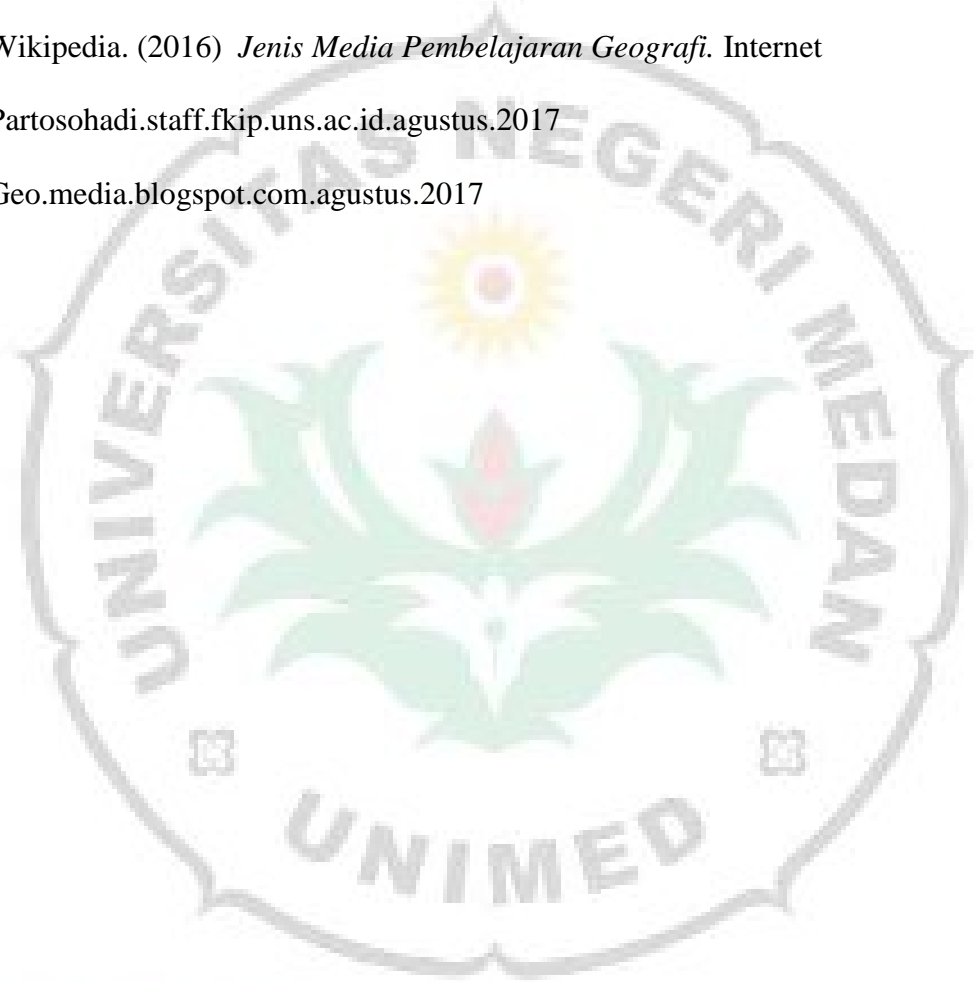 Wikipedia. (2016) Jenis Media Pembelajaran Geografi. Internet
Partosohadi.staff.fkip.uns.ac.id.agustus.2017
Geo.media.blogspot.com.agustus.2017
UNIVERSITAS NEGERI MEDAN
UNIMED